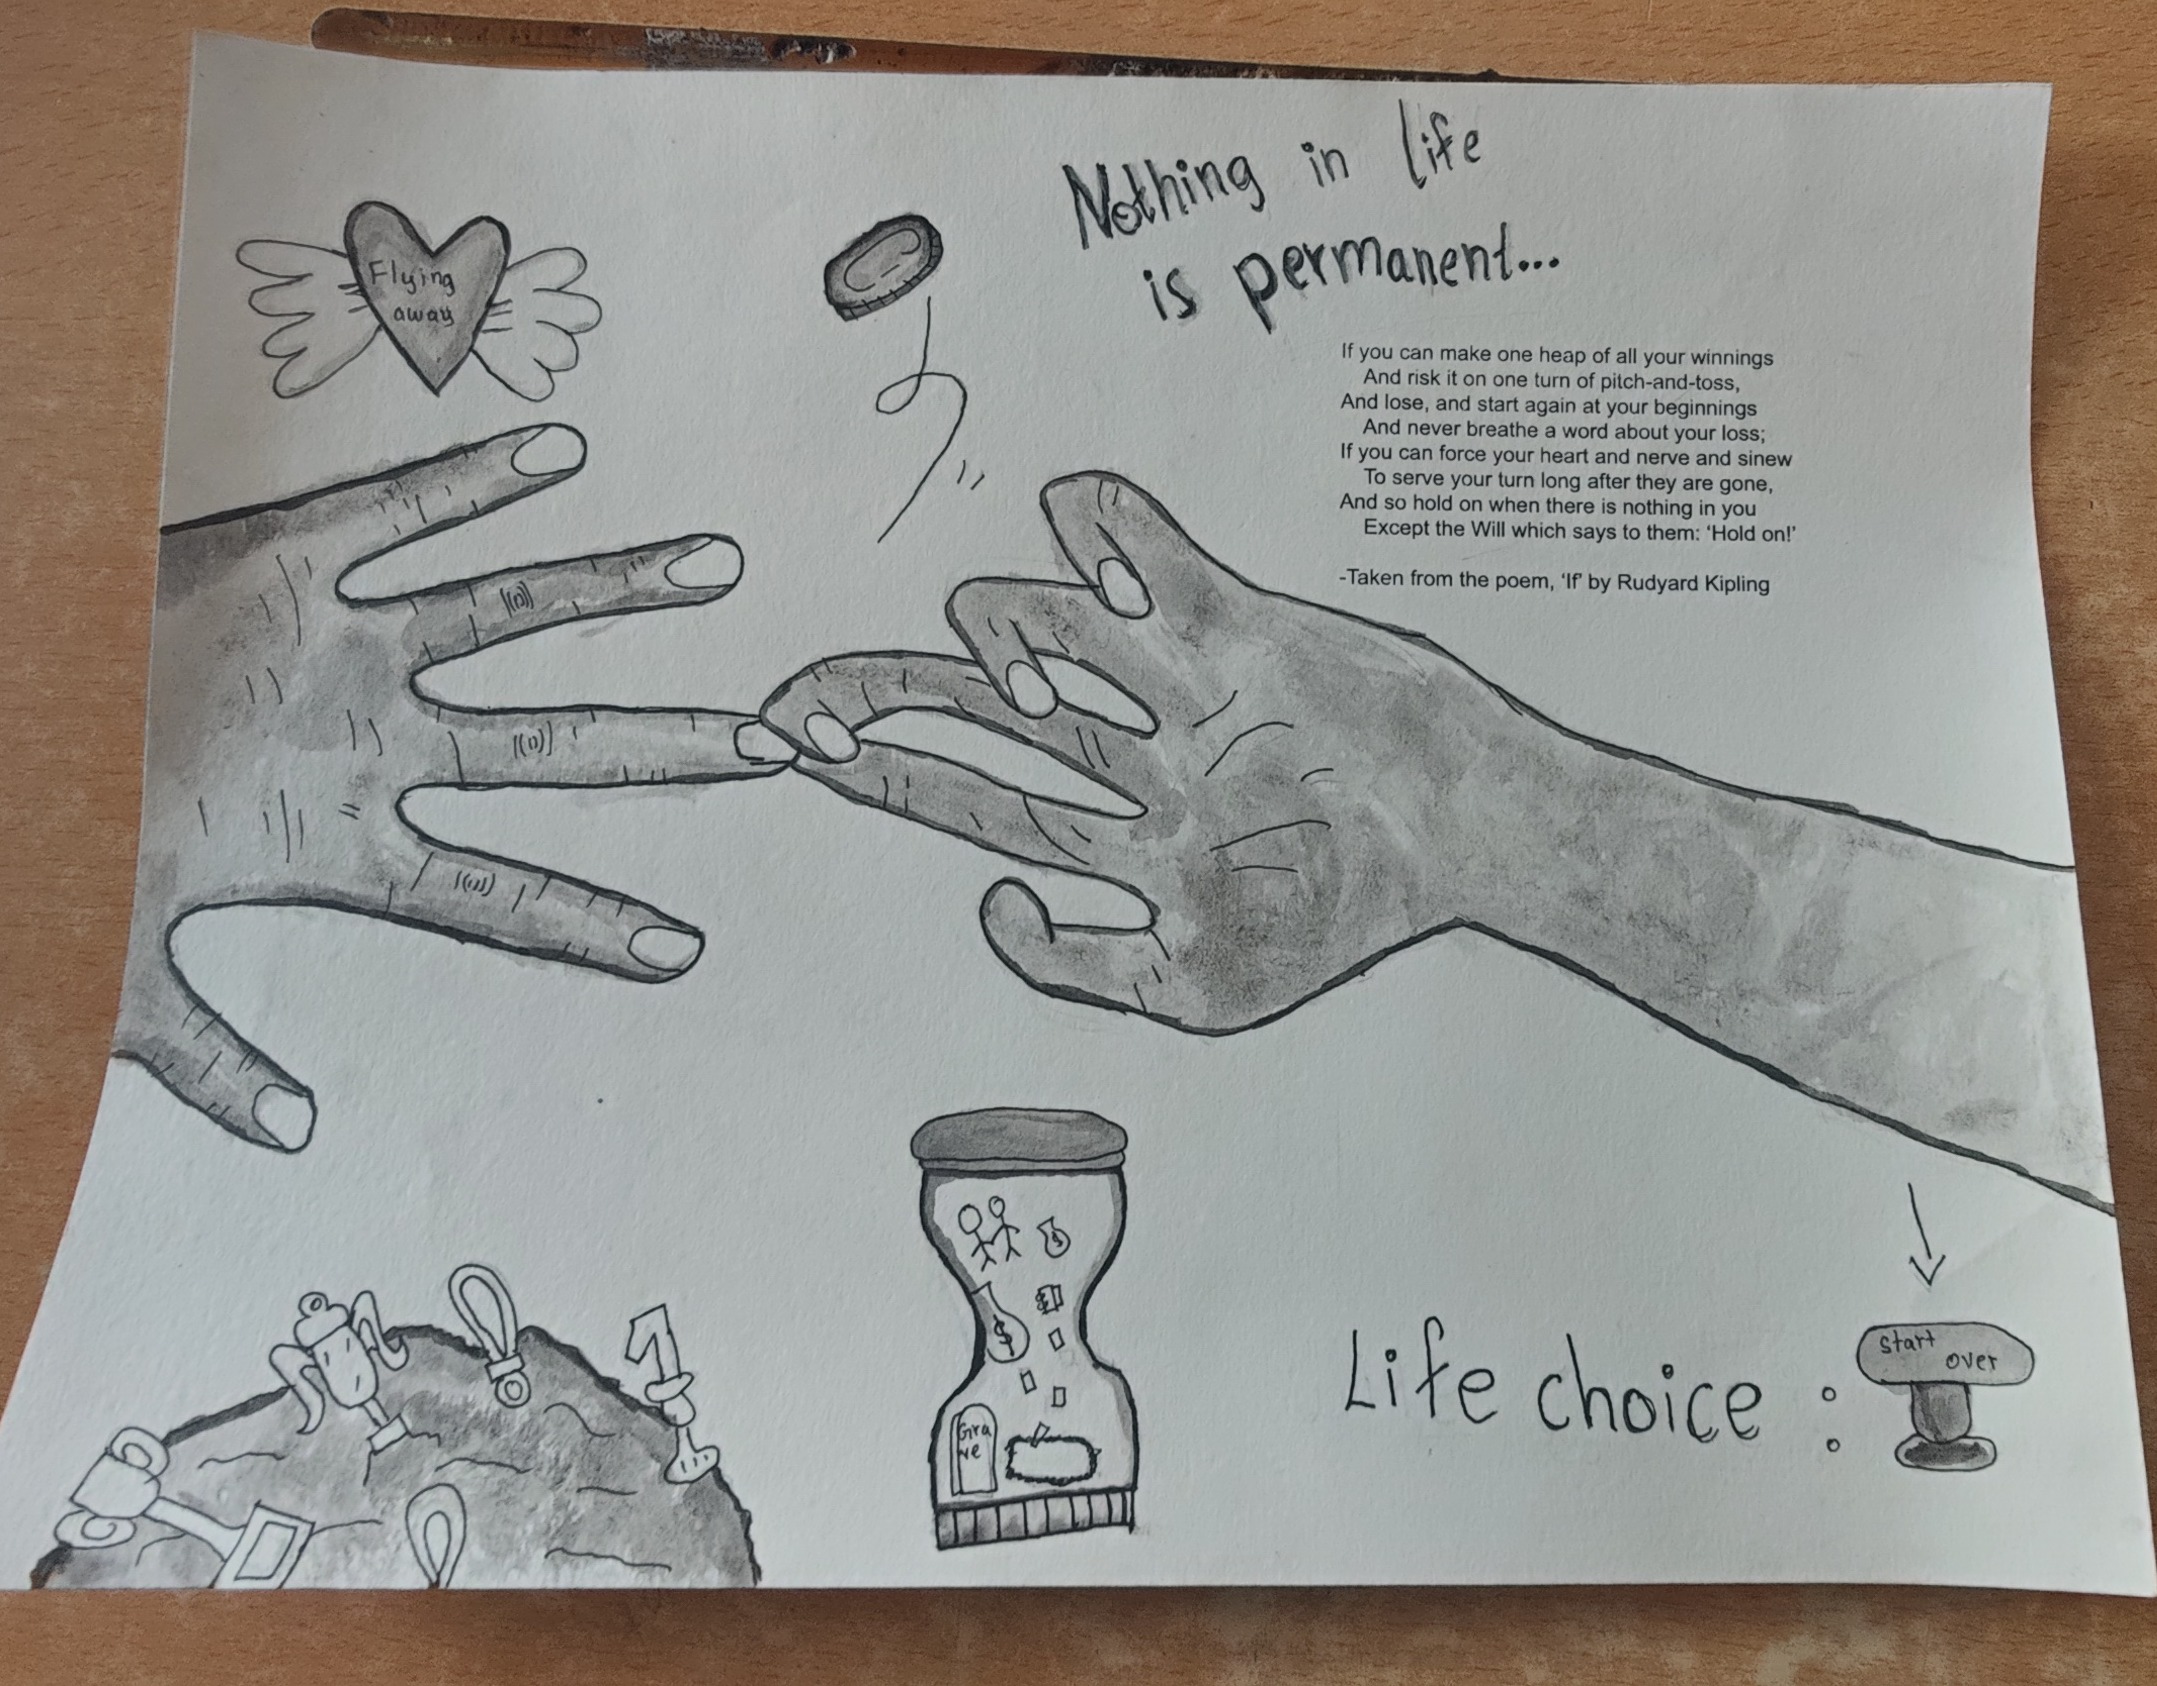 Flying
away
Nothing in life
is permanent...
If you can make one heap of all your winnings
And risk it on one turn of pitch-and-toss,
And lose, and start again at your beginnings
And never breathe a word about your loss;
If you can force your heart and nerve and sinew
To serve your turn long after they are gone,
And so hold on when there is nothing in you
Except the Will which says to them: ‘Hold on!’
-Taken from the poem, ‘If’ by Rudyard Kipling
1
$
Gra
ve
Life choice :
start
over